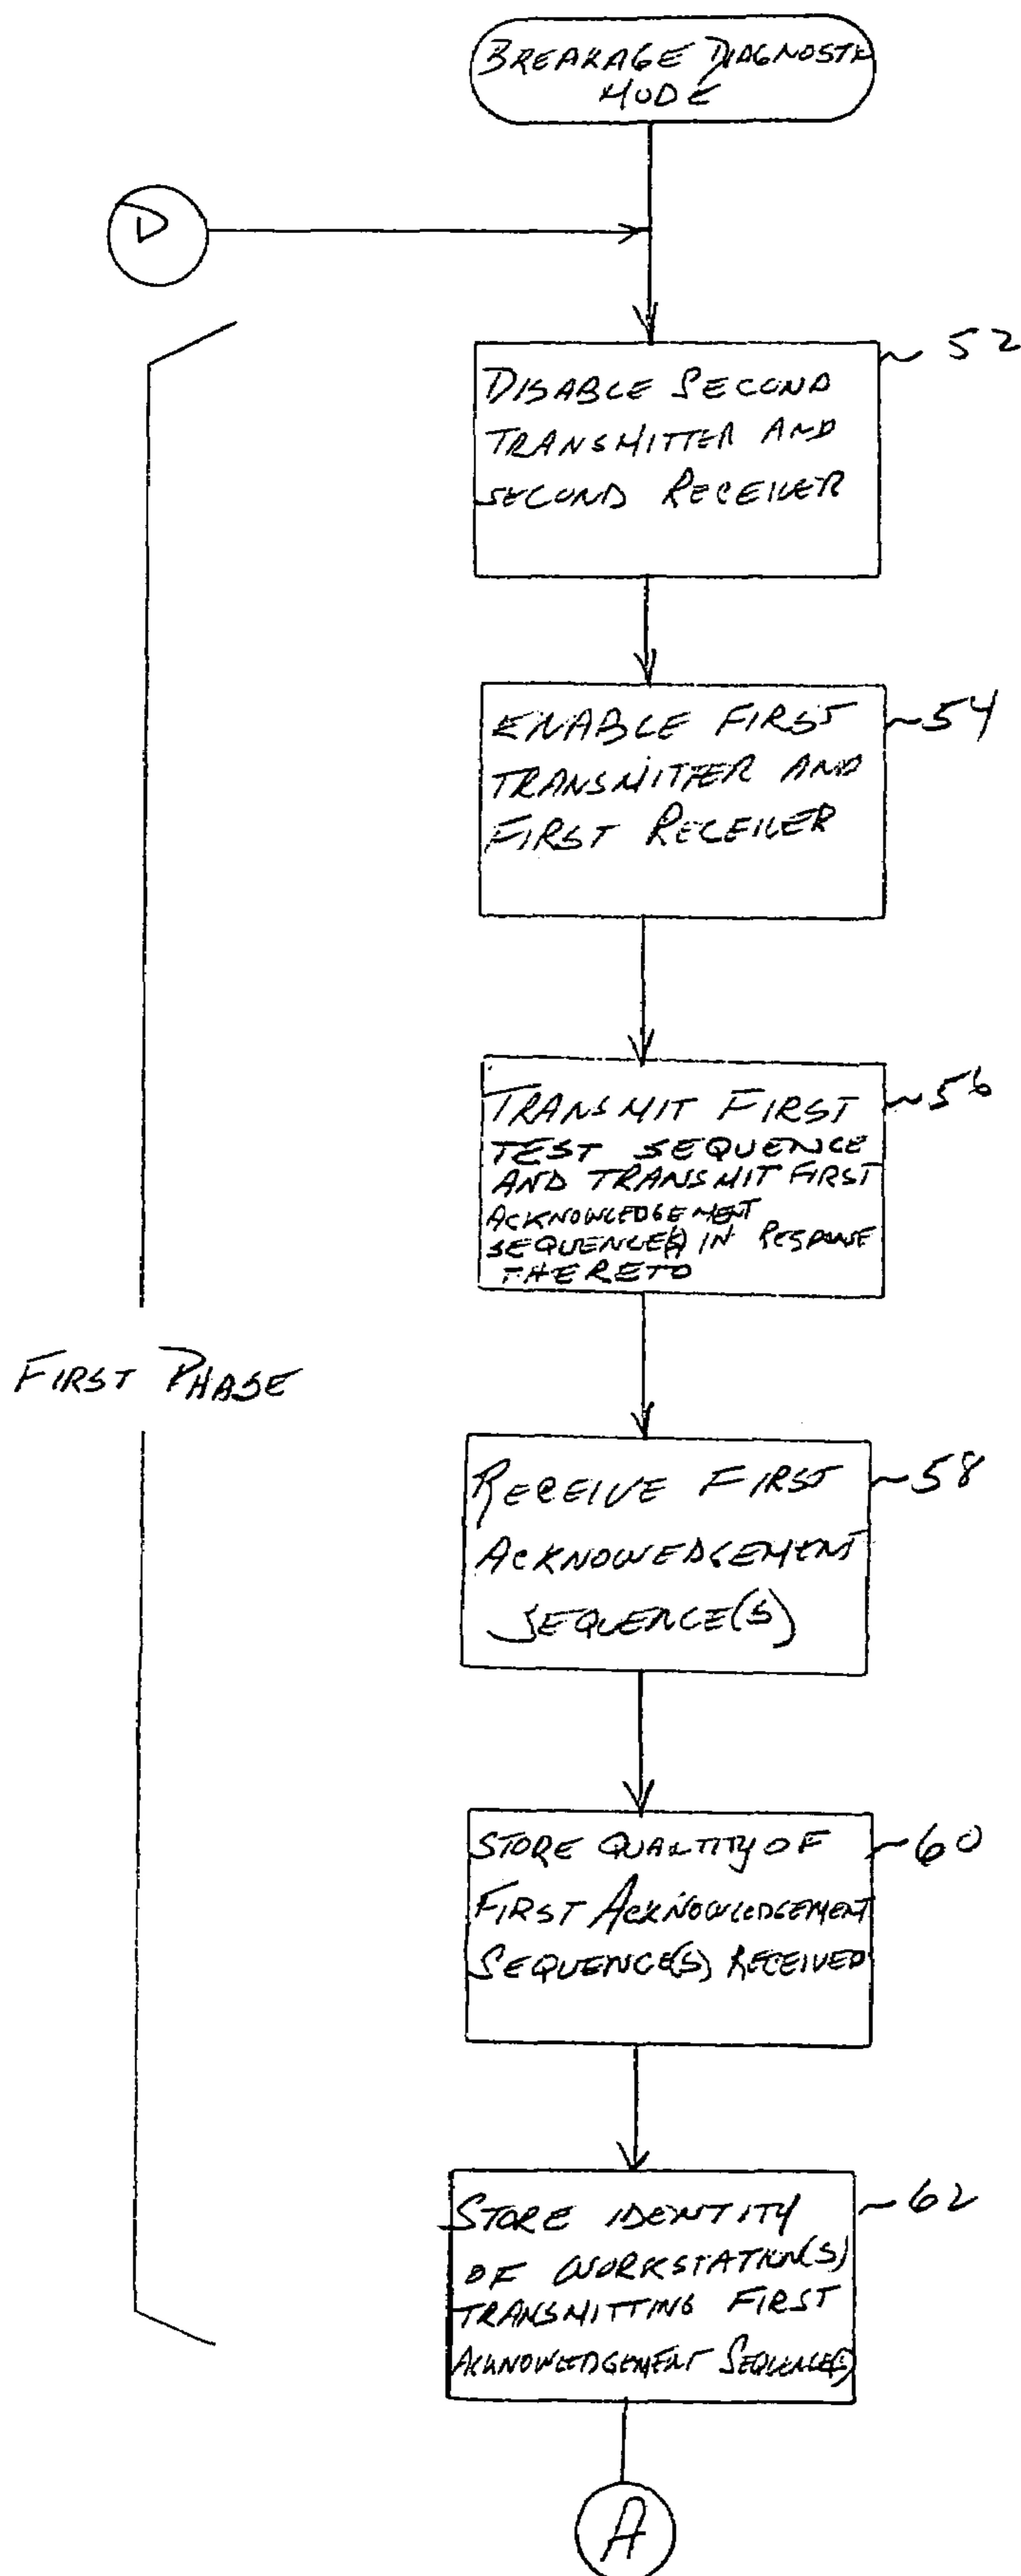 BREAKAGE DIAGNOSTIC
MODE
D
52
DISABLE SECOND
TRANSMITTER AND
SECOND RECEIVER
54
ENABLE FIRST
TRANSMITTER AND
FIRST RECEIVER
56
TRANSMIT FIRST
TEST SEQUENCE
AND TRANSMIT FIRST
ACKNOWLEDGEMENT
SEQUENCE(S) IN RESPONSE
THERETO
FIRST PHASE
58
RECEIVE FIRST
ACKNOWEDGEMENT
SEQUENCE(S)
60
STORE QUANTITY OF
FIRST ACKNOWLEDGEMENT
SEQUENCE(S) RECEIVED
62
STORE IDENTITY
OF WORKSTATION(S)
TRANSMITTING FIRST
ACKNOWLEDGEMENT SEQUENCE(S)
A